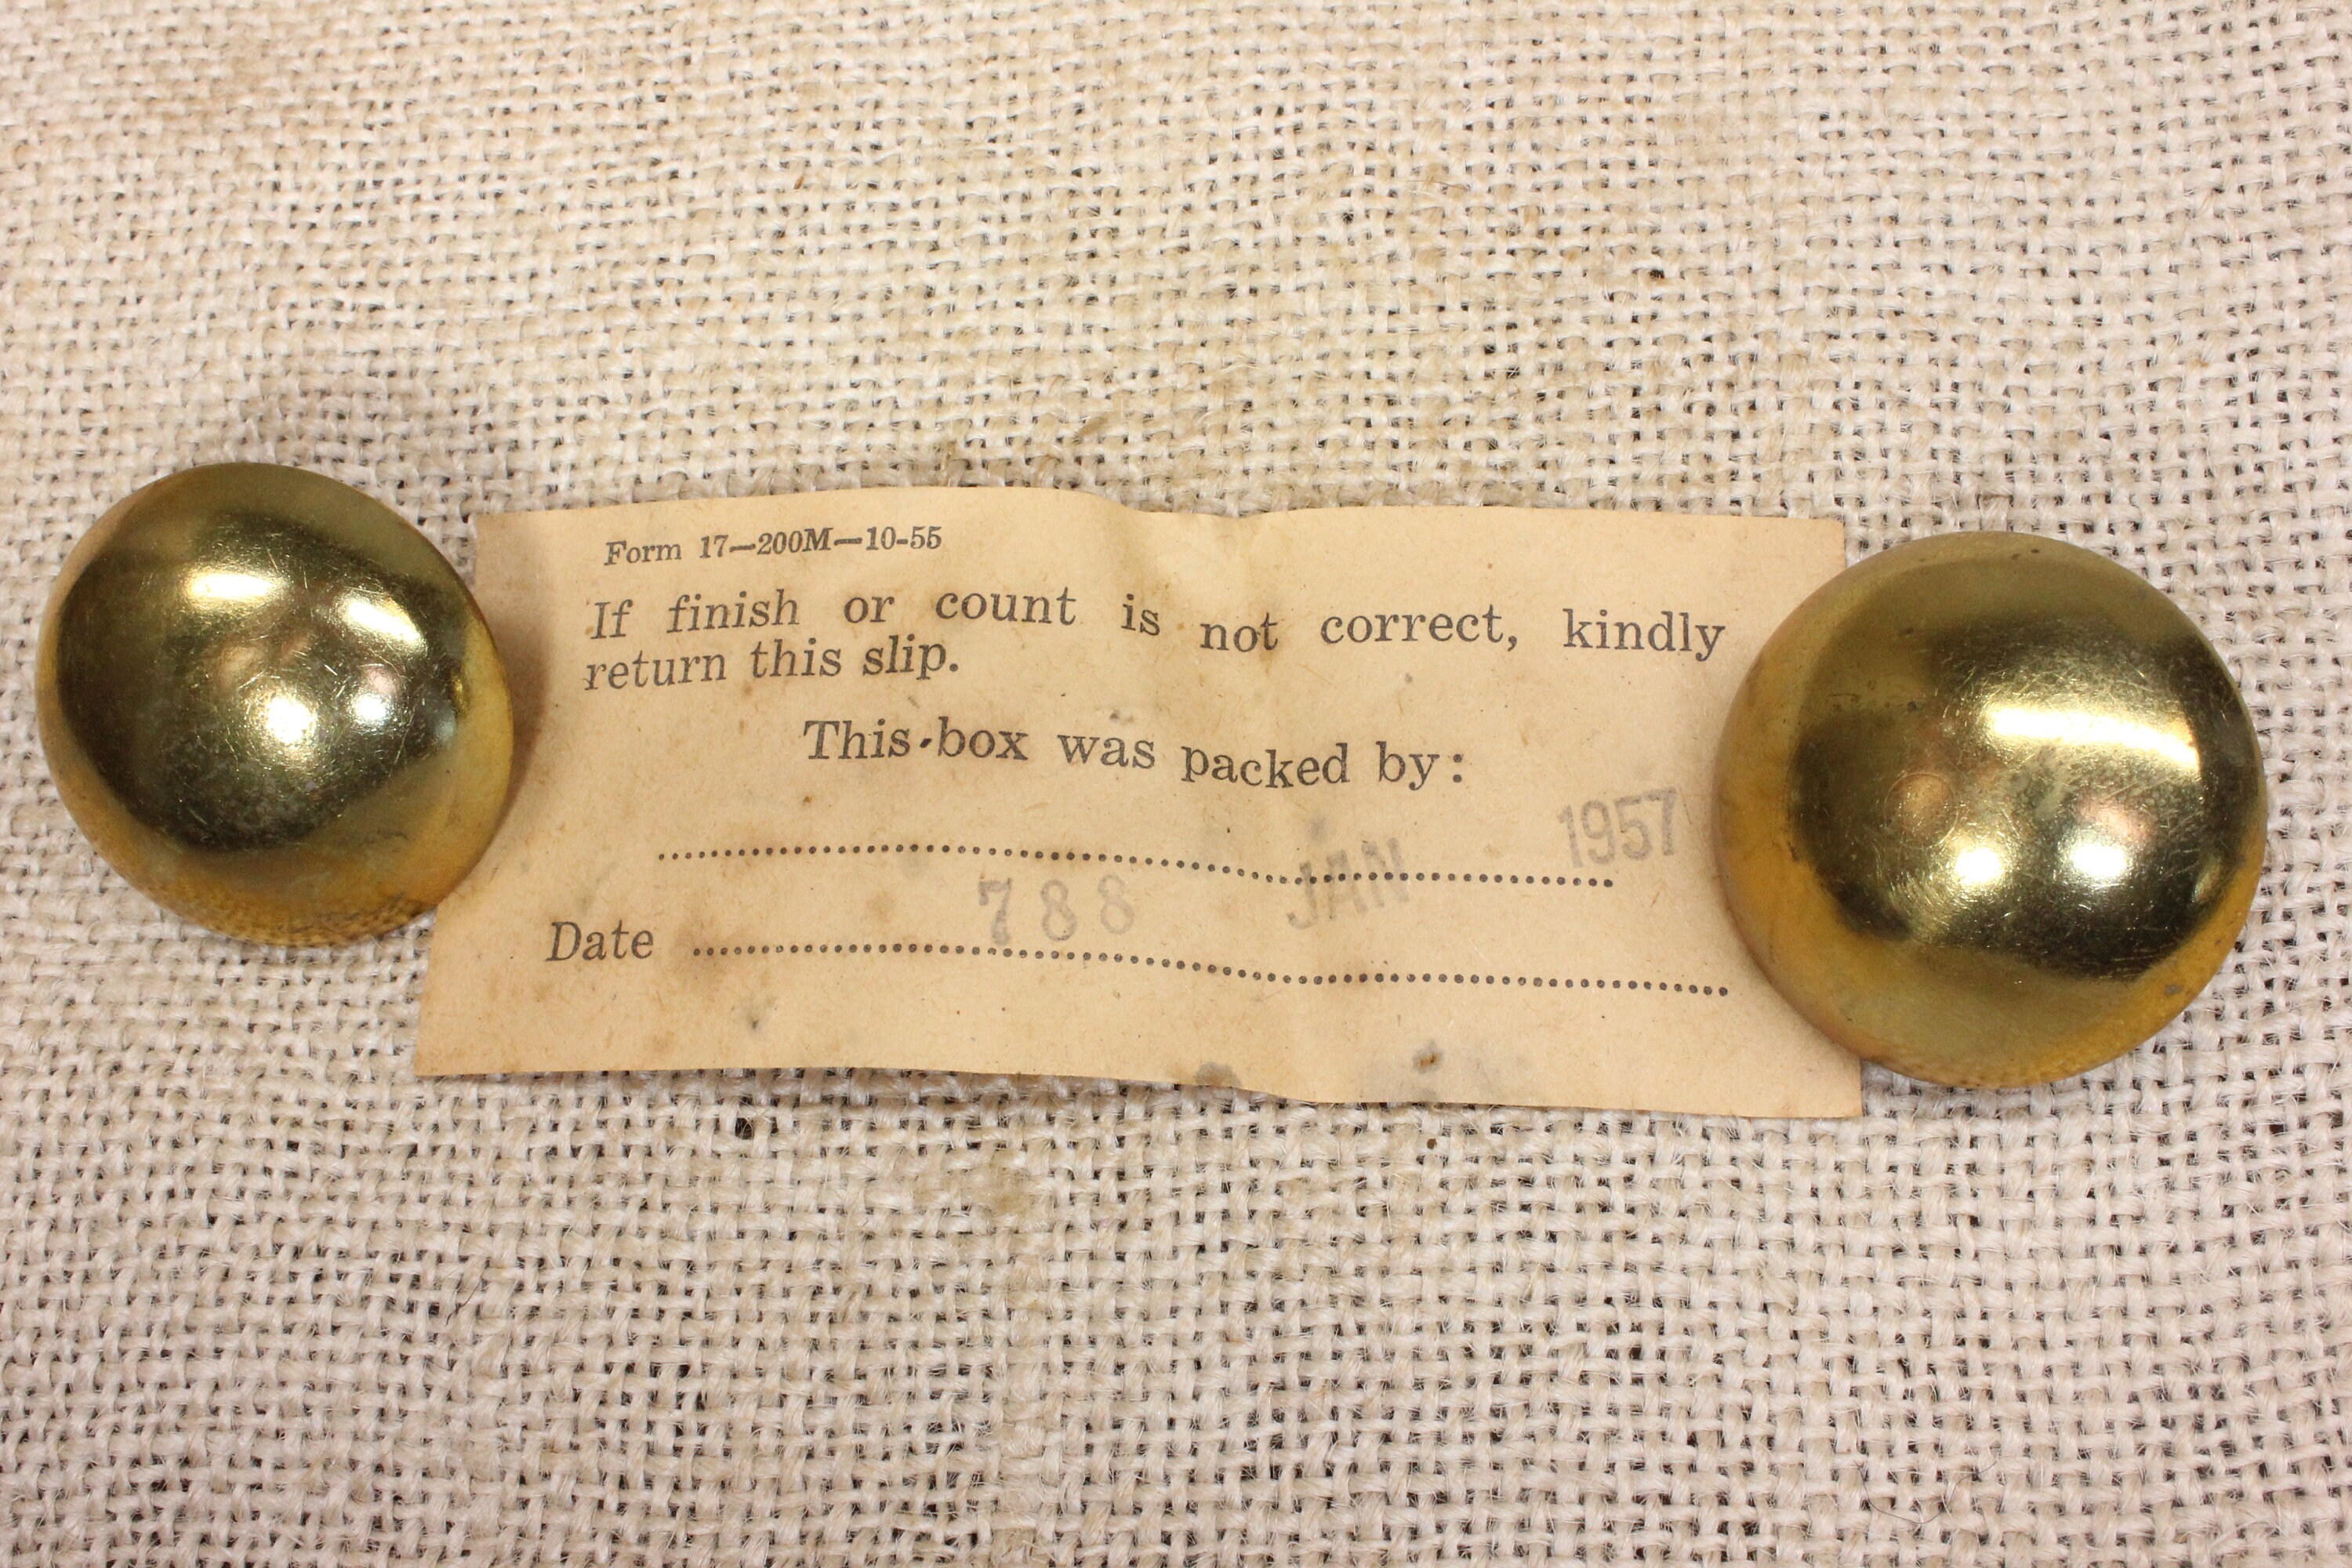 Form 17—200M—10-55
If finish or count is not correct, kindly
return this slip.
This box was packed by:
788 JAN 1957
Date